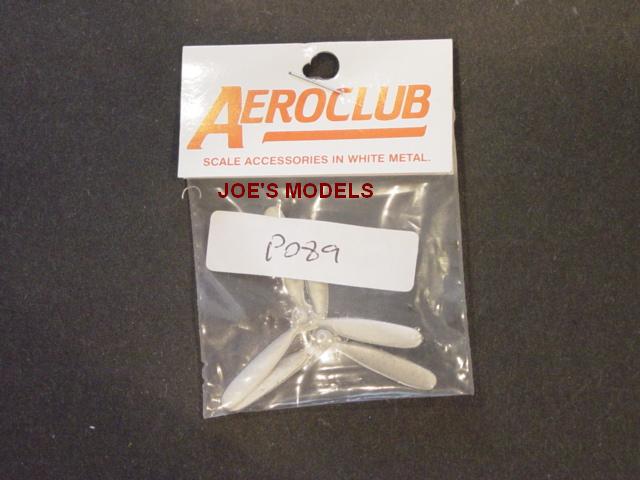 AEROCLUB
SCALE ACCESSORIES IN WHITE METAL.
JOE'S MODELS
P089